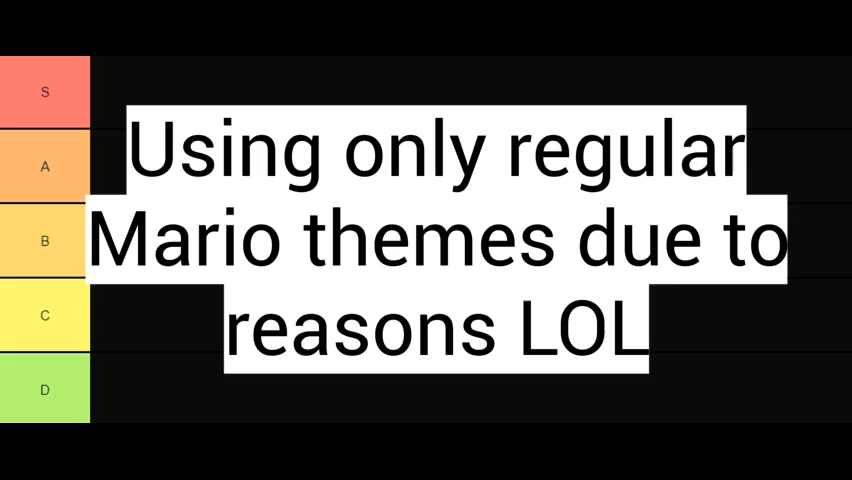 S
A
B
C
D
Using only regular
Mario themes due to
reasons LOL